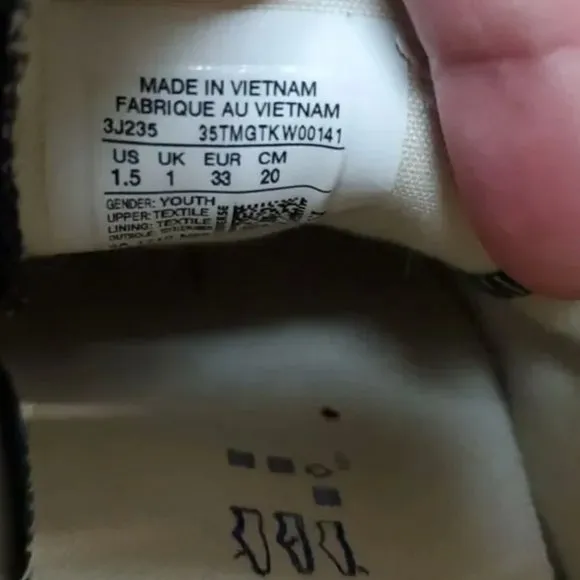 MADE IN VIETNAM
FABRIQUE AU VIETNAM
3J235 35TMGTKW00141
US UK EUR CM
1.5 1 33 20
GENDER: YOUTH
UPPER: TEXTILE
LINING: TEXTILE
OUTSOLE: